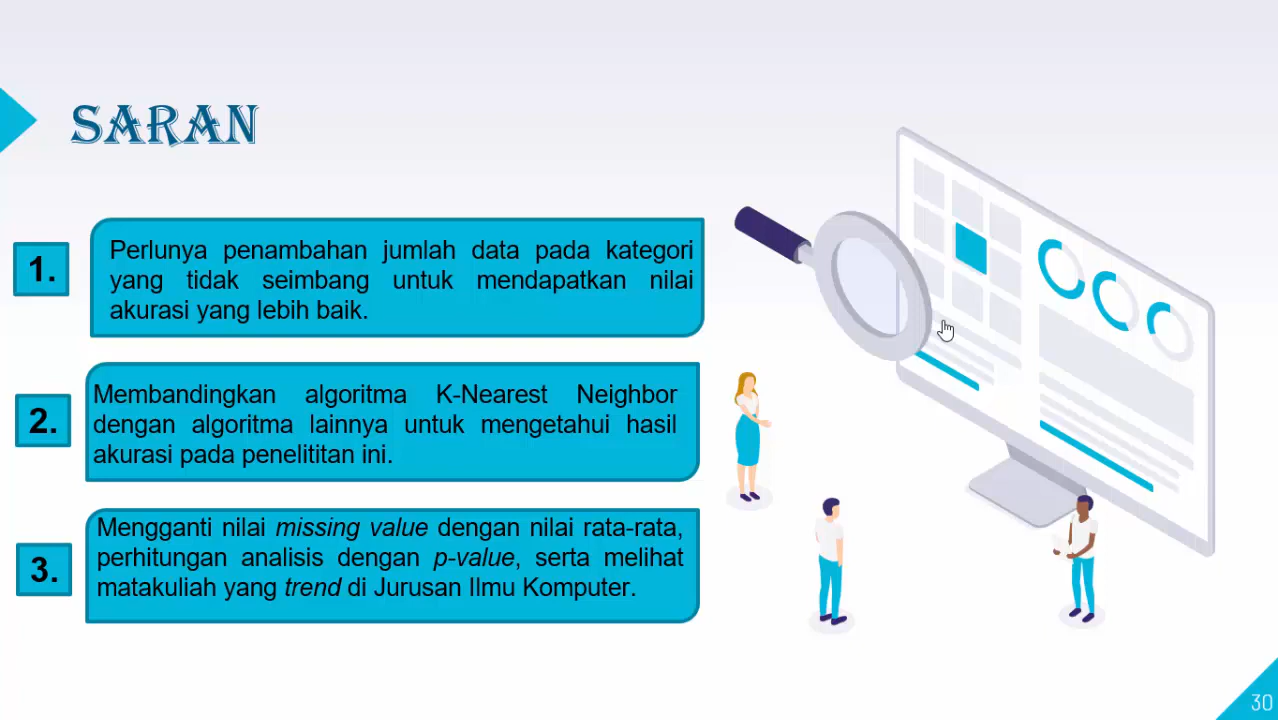 SARAN
1.
Perlunya penambahan jumlah data pada kategori
yang tidak seimbang untuk mendapatkan nilai
akurasi yang lebih baik.
2.
Membandingkan algoritma K-Nearest Neighbor
dengan algoritma lainnya untuk mengetahui hasil
akurasi pada penelititan ini.
3.
Mengganti nilai missing value dengan nilai rata-rata,
perhitungan analisis dengan p-value, serta melihat
matakuliah yang trend di Jurusan Ilmu Komputer.
30